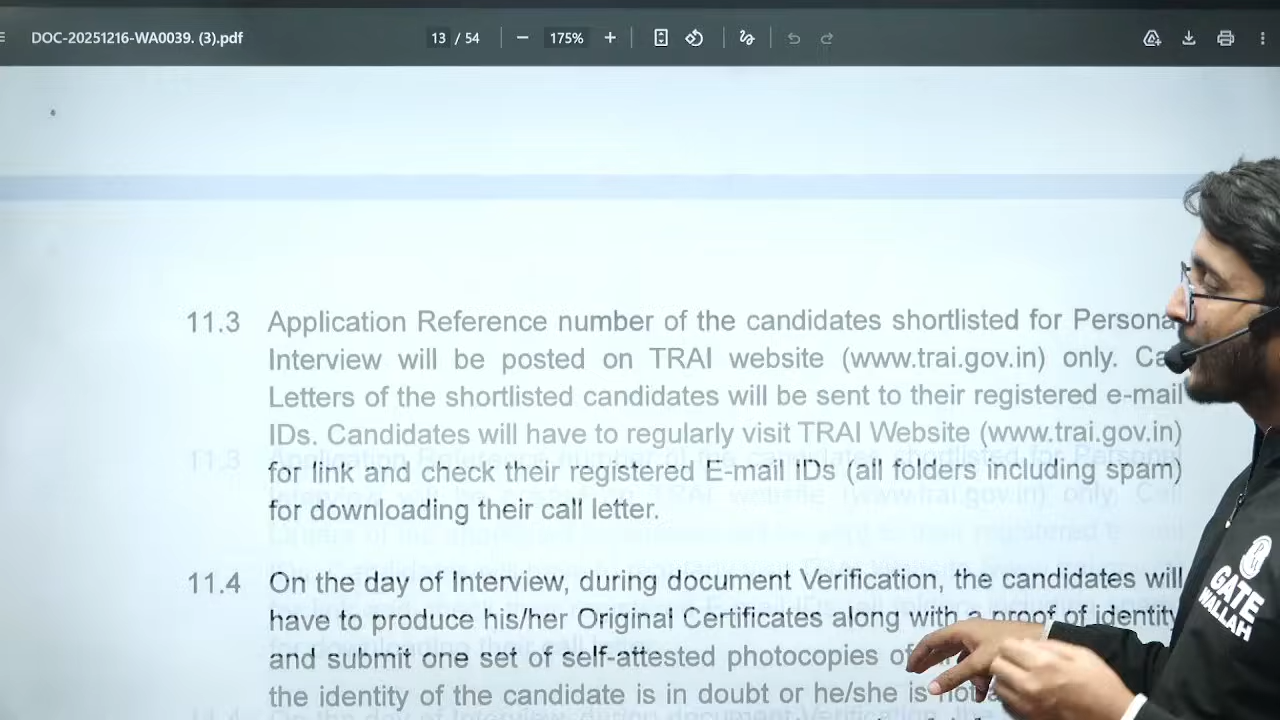 DOC-20251216-WA0039. (3).pdf 13 / 54 175%
11.3 Application Reference number of the candidates shortlisted for Persona
Interview will be posted on TRAI website (www.trai.gov.in) only. Ca
Letters of the shortlisted candidates will be sent to their registered e-mail
IDs. Candidates will have to regularly visit TRAI Website (www.trai.gov.in)
for link and check their registered E-mail IDs (all folders including spam)
for downloading their call letter.
11.4 On the day of Interview, during document Verification, the candidates will
have to produce his/her Original Certificates along with a proof of identity
and submit one set of self-attested photocopies of
the identity of the candidate is in doubt or he/she is not
GATE
WALLAH